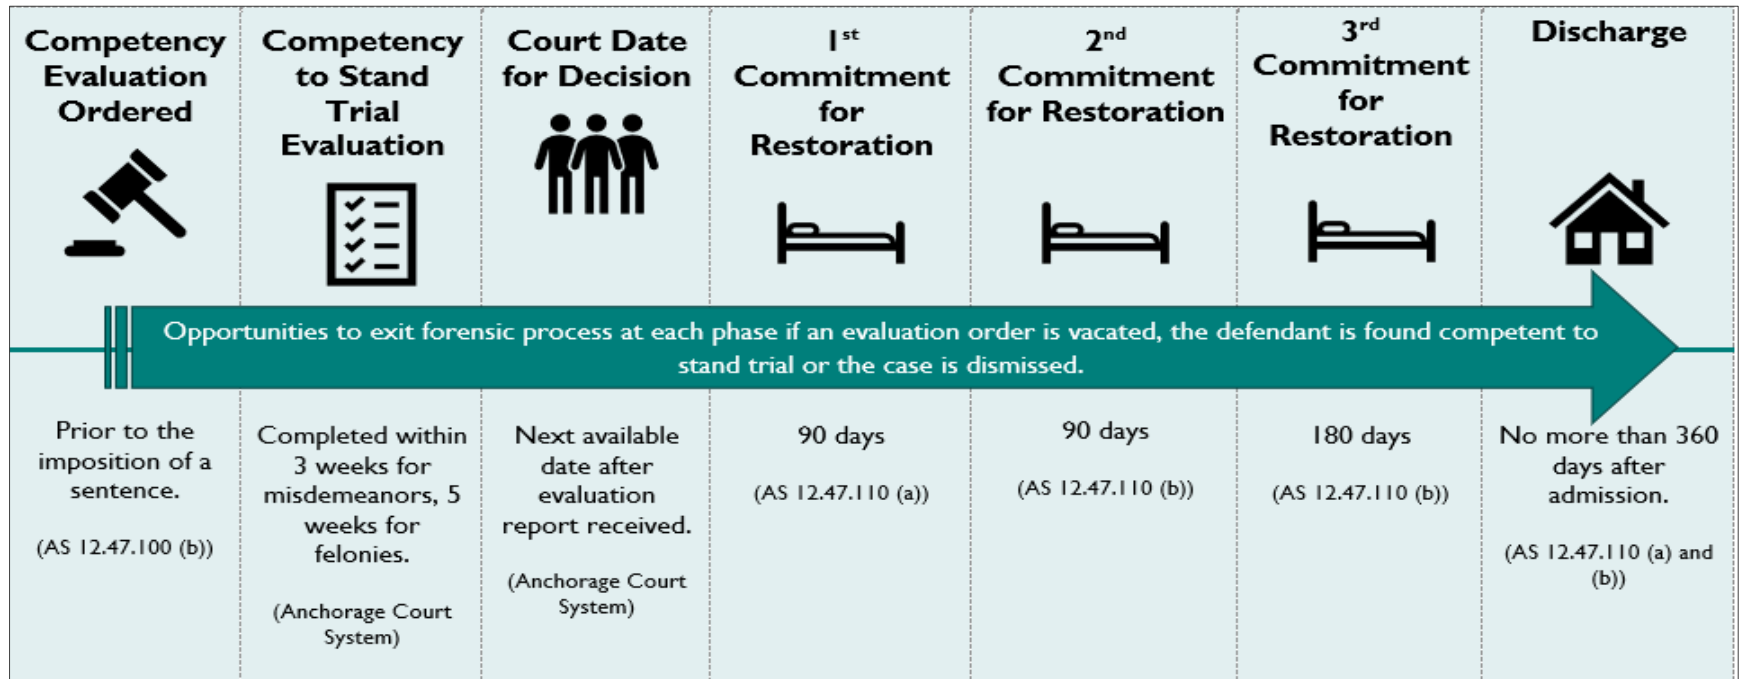 Competency
Evaluation
Ordered
Competency
to Stand
Trial
Evaluation
Court Date
for Decision
1st
Commitment
for
Restoration
2nd
Commitment
for Restoration
3rd
Commitment
for
Restoration
Discharge
Opportunities to exit forensic process at each phase if an evaluation order is vacated, the defendant is found competent to
stand trial or the case is dismissed.
Prior to the
imposition of a
sentence.
(AS 12.47.100 (b))
Completed within
3 weeks for
misdemeanors, 5
weeks for
felonies.
(Anchorage Court
System)
Next available
date after
evaluation
report received.
(Anchorage Court
System)
90 days
(AS 12.47.110 (a))
90 days
(AS 12.47.110 (b))
180 days
(AS 12.47.110 (b))
No more than 360
days after
admission.
(AS 12.47.110 (a) and
(b))